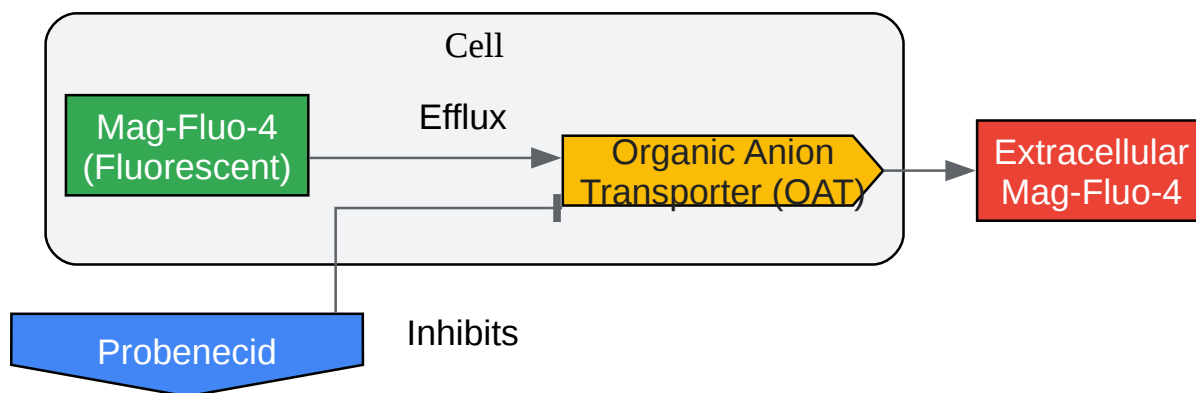 Cell
Mag-Fluo-4
(Fluorescent)
Efflux
Organic Anion
Transporter (OAT)
Extracellular
Mag-Fluo-4
Probenecid
Inhibits